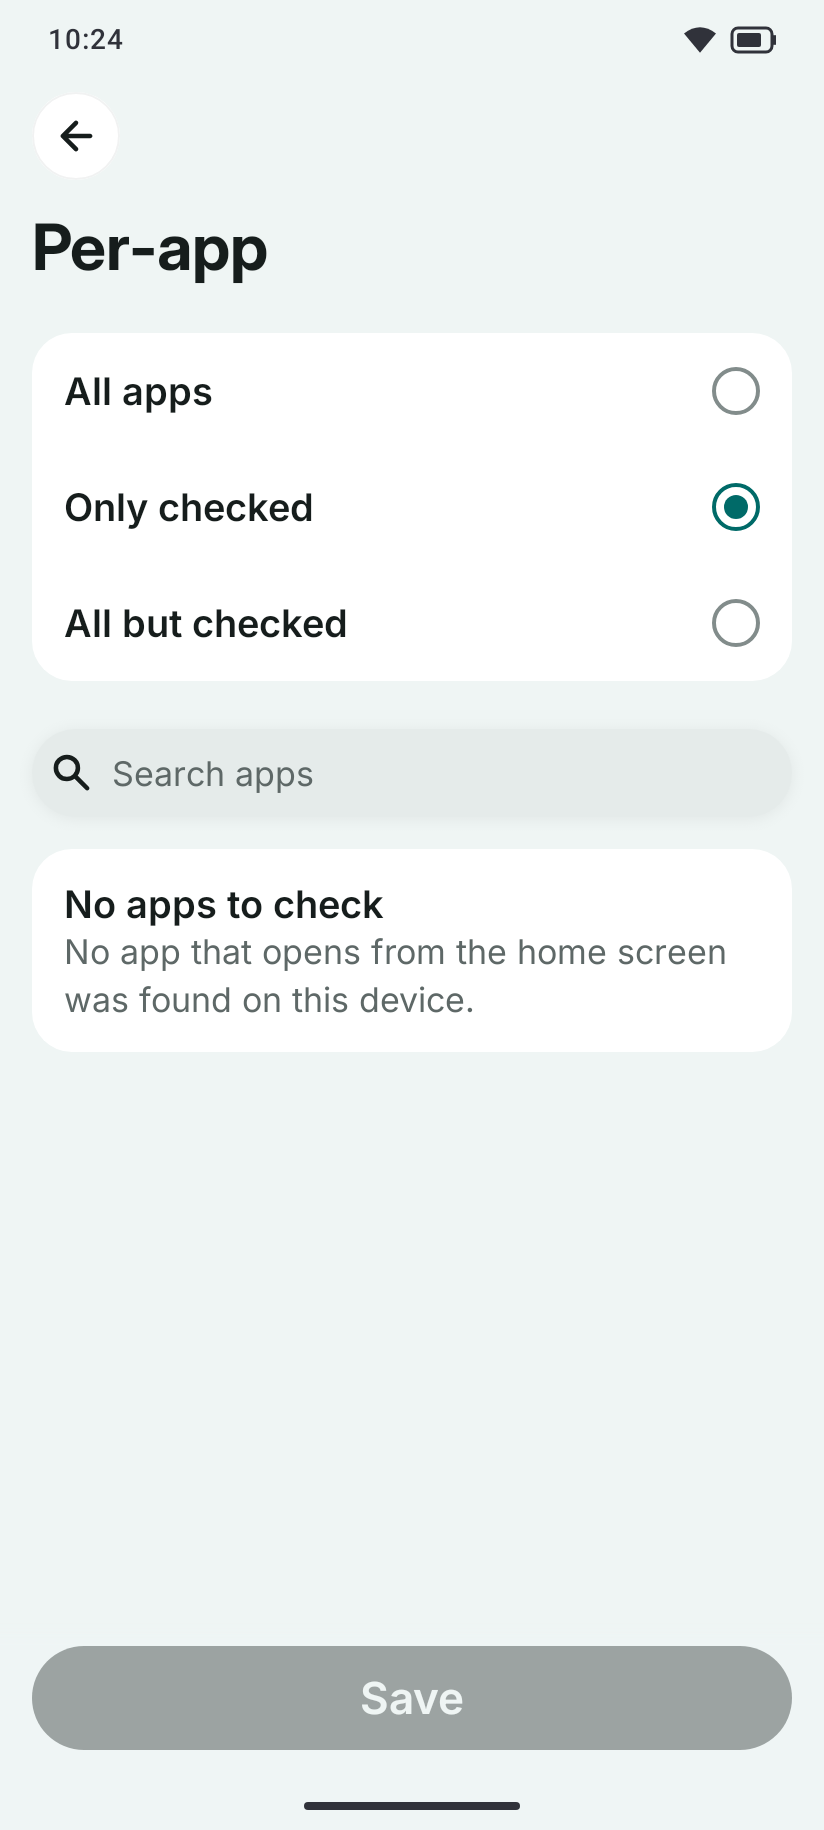 10:24
Per-app
All apps
Only checked
All but checked
Search apps
No apps to check
No app that opens from the home screen
was found on this device.
Save